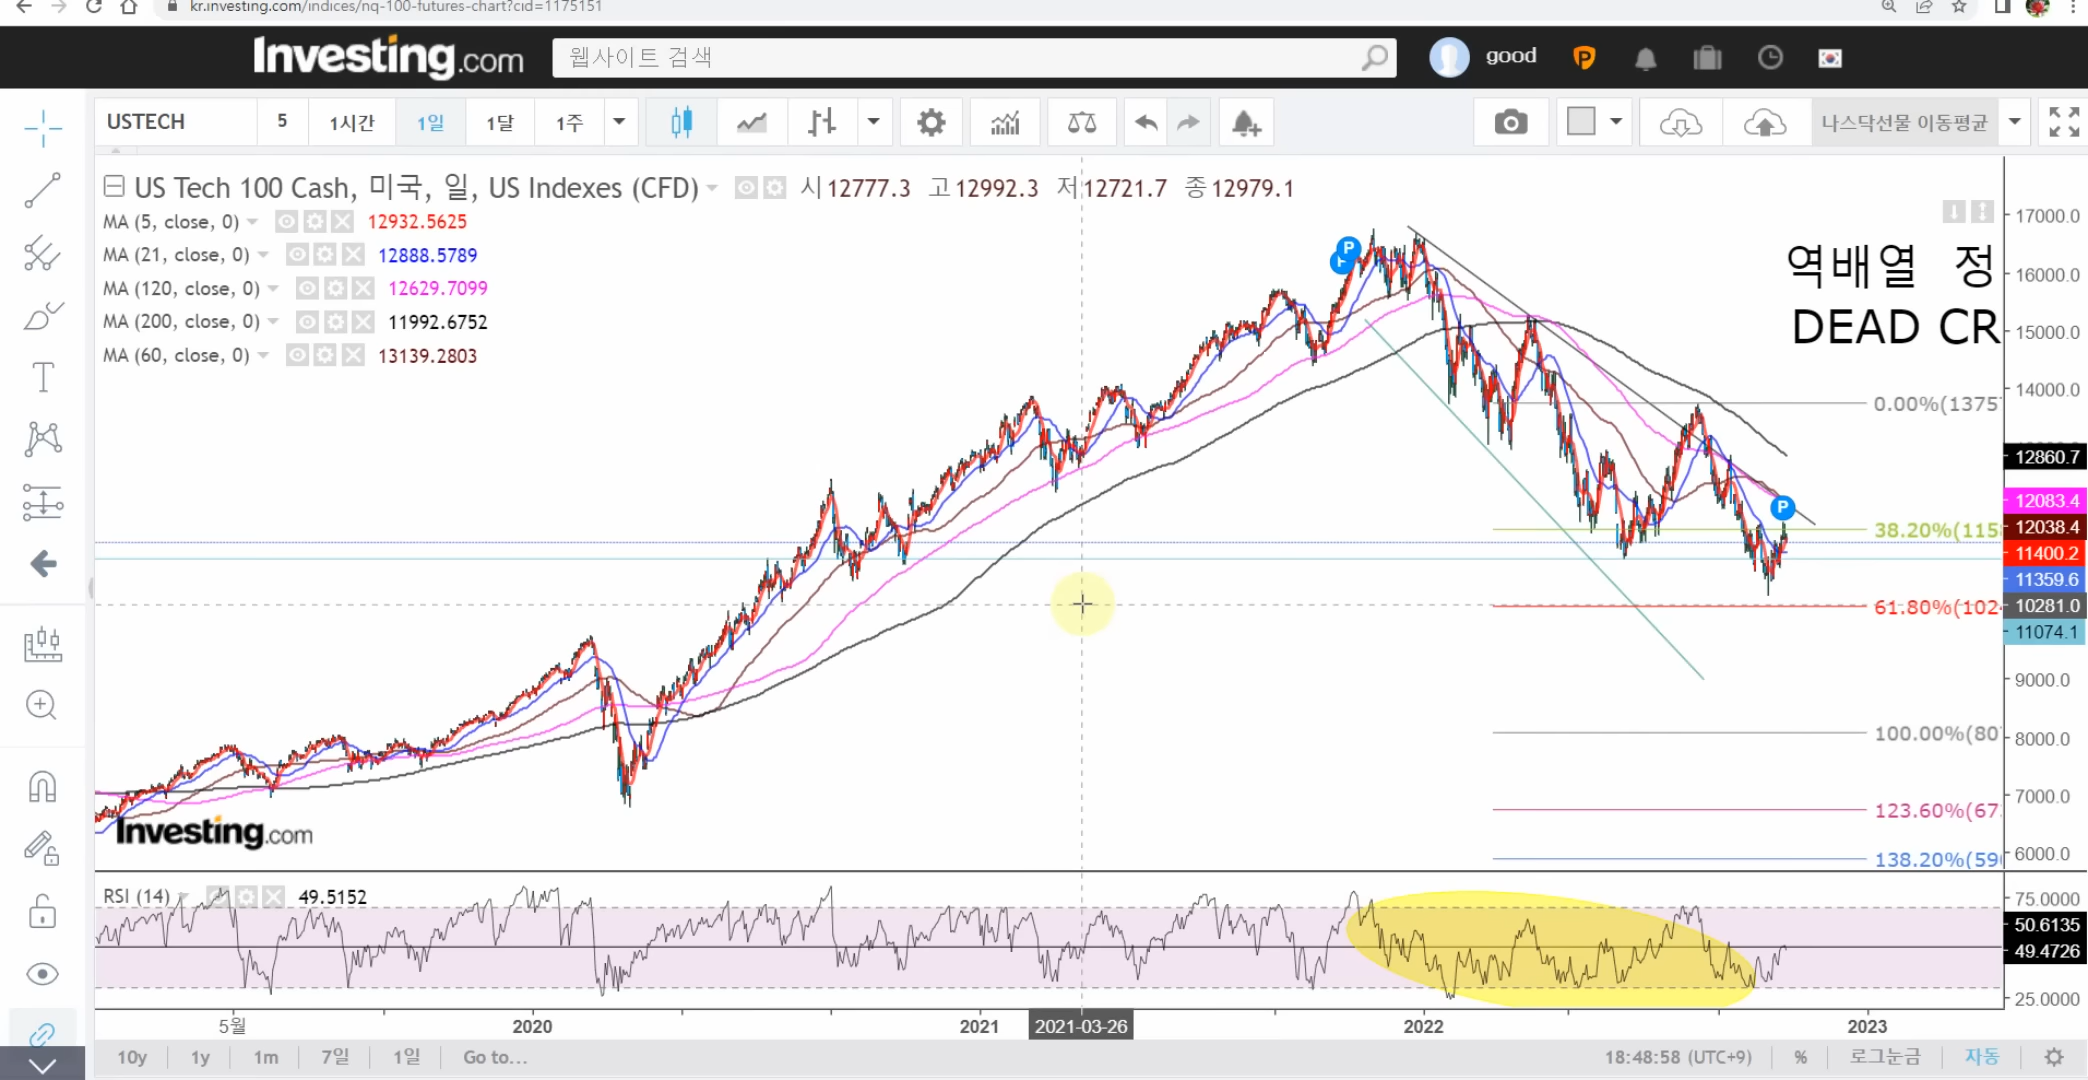 kr.investing.com/indices/nq-100-futures-chart?cid=1175151
Investing.com
웹사이트 검색
good
USTECH
5
1시간
1일
1달
1주
나스닥선물 이동평균
US Tech 100 Cash, 미국, 일, US Indexes (CFD)
시 12777.3 고 12992.3 저 12721.7 종 12979.1
MA (5, close, 0) 12932.5625
MA (21, close, 0) 12888.5789
MA (120, close, 0) 12629.7099
MA (200, close, 0) 11992.6752
MA (60, close, 0) 13139.2803
역배열 정
DEAD CR
P
P
17000.0
16000.0
15000.0
14000.0
0.00%(1375
12860.7
12083.4
38.20%(115
12038.4
11400.2
11359.6
61.80%(102
10281.0
11074.1
9000.0
100.00%(80
8000.0
7000.0
123.60%(67
138.20%(59
6000.0
Investing.com
RSI (14) 49.5152
75.0000
50.6135
49.4726
25.0000
5월
2020
2021
2021-03-26
2022
2023
10y
1y
1m
7일
1일
Go to...
18:48:58 (UTC+9)
%
로그눈금
자동